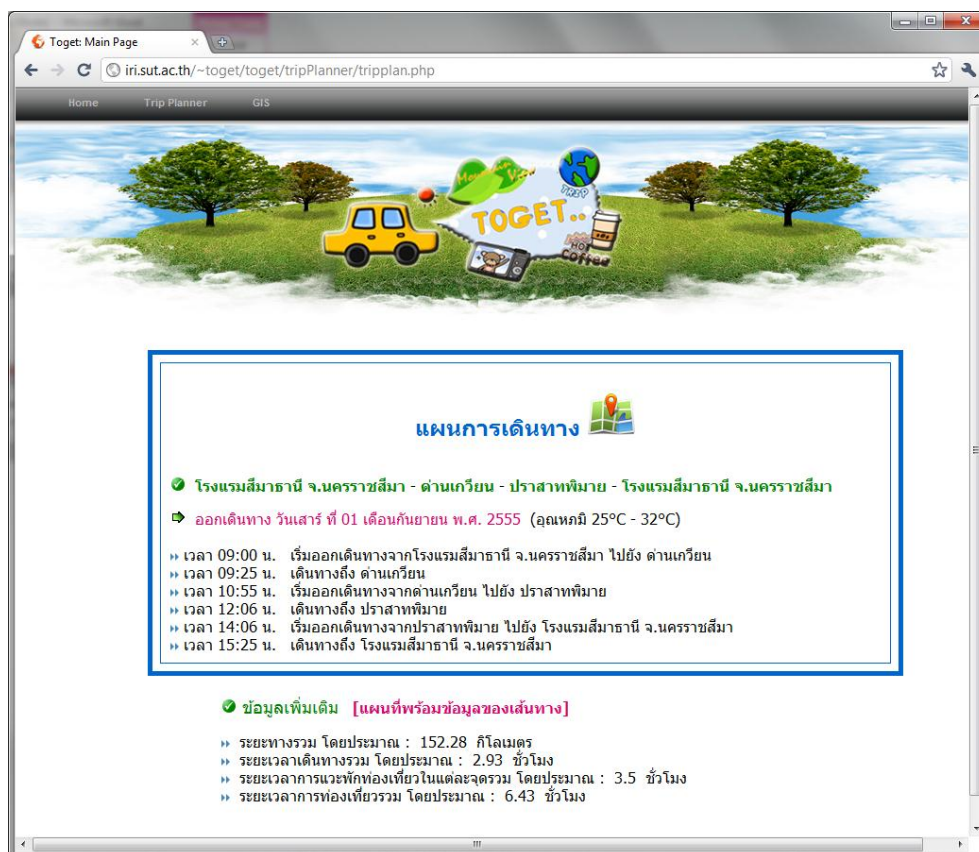 Toget: Main Page
iri.sut.ac.th/~toget/toget/tripPlanner/tripplan.php
Home Trip Planner GIS
Mountain View
TRIP
TOGET..
HOT
Coffee
แผนการเดินทาง
โรงแรมสีมาธานี จ.นครราชสีมา - ด่านเกวียน - ปราสาทพิมาย - โรงแรมสีมาธานี จ.นครราชสีมา
ออกเดินทาง วันเสาร์ ที่ 01 เดือนกันยายน พ.ศ. 2555 (อุณหภมิ 25°C - 32°C)
เวลา 09:00 น. เริ่มออกเดินทางจากโรงแรมสีมาธานี จ.นครราชสีมา ไปยัง ด่านเกวียน
เวลา 09:25 น. เดินทางถึง ด่านเกวียน
เวลา 10:55 น. เริ่มออกเดินทางจากด่านเกวียน ไปยัง ปราสาทพิมาย
เวลา 12:06 น. เดินทางถึง ปราสาทพิมาย
เวลา 14:06 น. เริ่มออกเดินทางจากปราสาทพิมาย ไปยัง โรงแรมสีมาธานี จ.นครราชสีมา
เวลา 15:25 น. เดินทางถึง โรงแรมสีมาธานี จ.นครราชสีมา
ข้อมูลเพิ่มเติม [แผนที่พร้อมข้อมูลของเส้นทาง]
ระยะทางรวม โดยประมาณ : 152.28 กิโลเมตร
ระยะเวลาเดินทางรวม โดยประมาณ : 2.93 ชั่วโมง
ระยะเวลาการแวะพักท่องเที่ยวในแต่ละจุดรวม โดยประมาณ : 3.5 ชั่วโมง
ระยะเวลาการท่องเที่ยวรวม โดยประมาณ : 6.43 ชั่วโมง